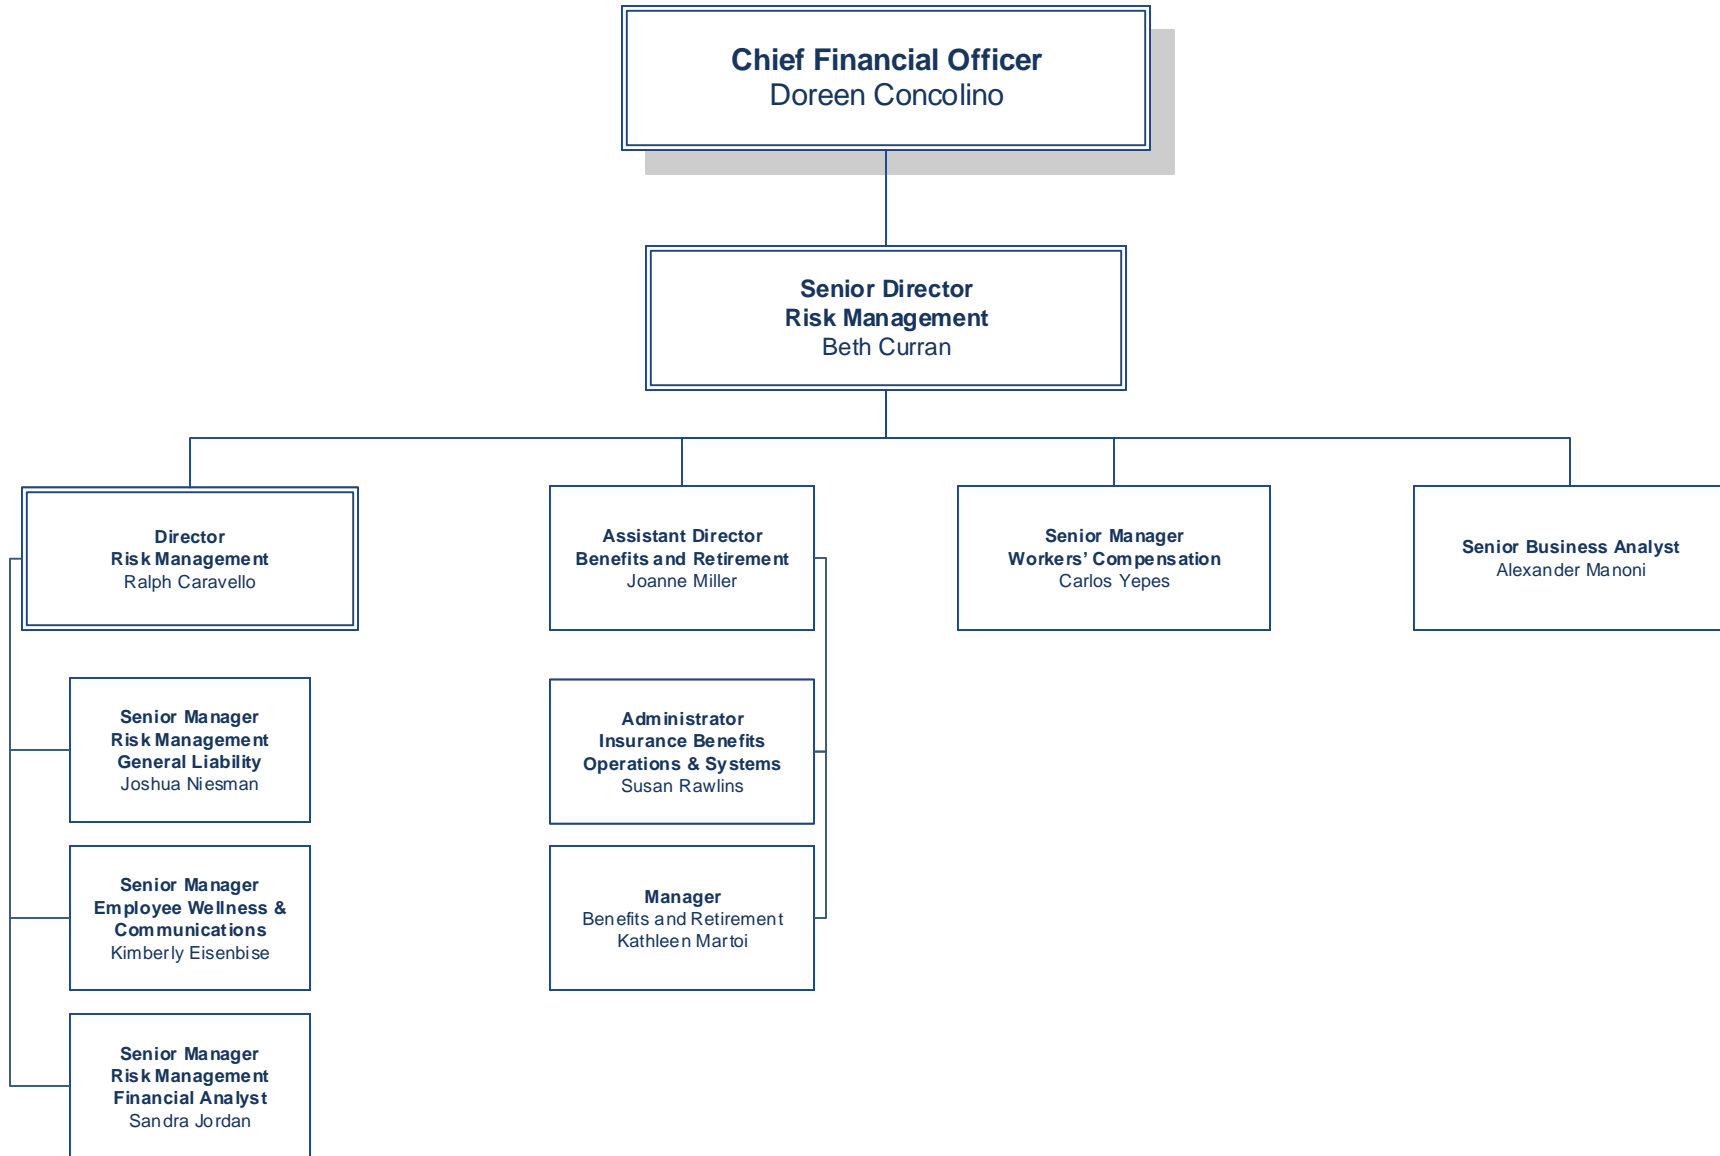 Chief Financial Officer
Doreen Concolino
Senior Director
Risk Management
Beth Curran
Director
Risk Management
Ralph Caravello
Assistant Director
Benefits and Retirement
Joanne Miller
Senior Manager
Workers’ Compensation
Carlos Yepes
Senior Business Analyst
Alexander Manoni
Senior Manager
Risk Management
General Liability
Joshua Niesman
Administrator
Insurance Benefits
Operations & Systems
Susan Rawlins
Senior Manager
Employee Wellness &
Communications
Kimberly Eisenbise
Manager
Benefits and Retirement
Kathleen Martoi
Senior Manager
Risk Management
Financial Analyst
Sandra Jordan